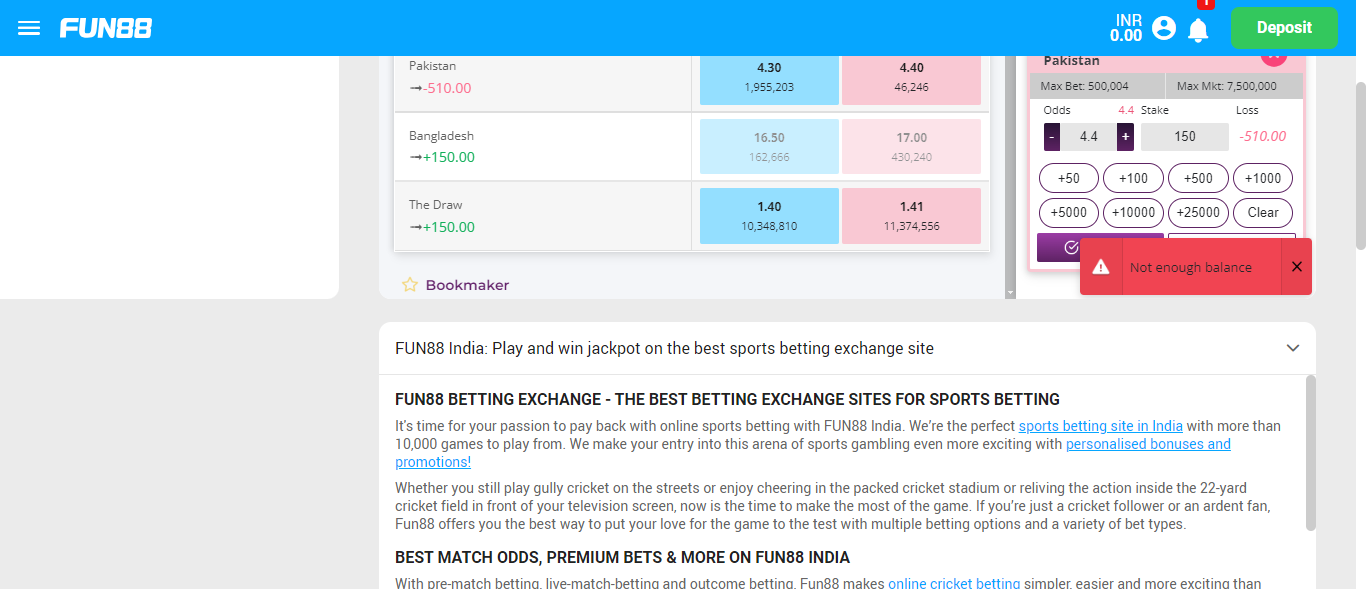 FUN88
INR
0.00
1
Deposit
Pakistan
→-510.00
4.30
1,955,203
4.40
46,246
Bangladesh
→+150.00
16.50
162,666
17.00
430,240
The Draw
→+150.00
1.40
10,348,810
1.41
11,374,556
Bookmaker
Pakistan
Max Bet: 500,004 Max Mkt: 7,500,000
Odds 4.4 Stake Loss
- 4.4 + 150 -510.00
+50 +100 +500 +1000
+5000 +10000 +25000 Clear
Not enough balance
FUN88 India: Play and win jackpot on the best sports betting exchange site
FUN88 BETTING EXCHANGE - THE BEST BETTING EXCHANGE SITES FOR SPORTS BETTING
It's time for your passion to pay back with online sports betting with FUN88 India. We're the perfect sports betting site in India with more than
10,000 games to play from. We make your entry into this arena of sports gambling even more exciting with personalised bonuses and
promotions!
Whether you still play gully cricket on the streets or enjoy cheering in the packed cricket stadium or reliving the action inside the 22-yard
cricket field in front of your television screen, now is the time to make the most of the game. If you're just a cricket follower or an ardent fan,
Fun88 offers you the best way to put your love for the game to the test with multiple betting options and a variety of bet types.
BEST MATCH ODDS, PREMIUM BETS & MORE ON FUN88 INDIA
With pre-match betting, live-match-betting and outcome betting, Fun88 makes online cricket betting simpler, easier and more exciting than